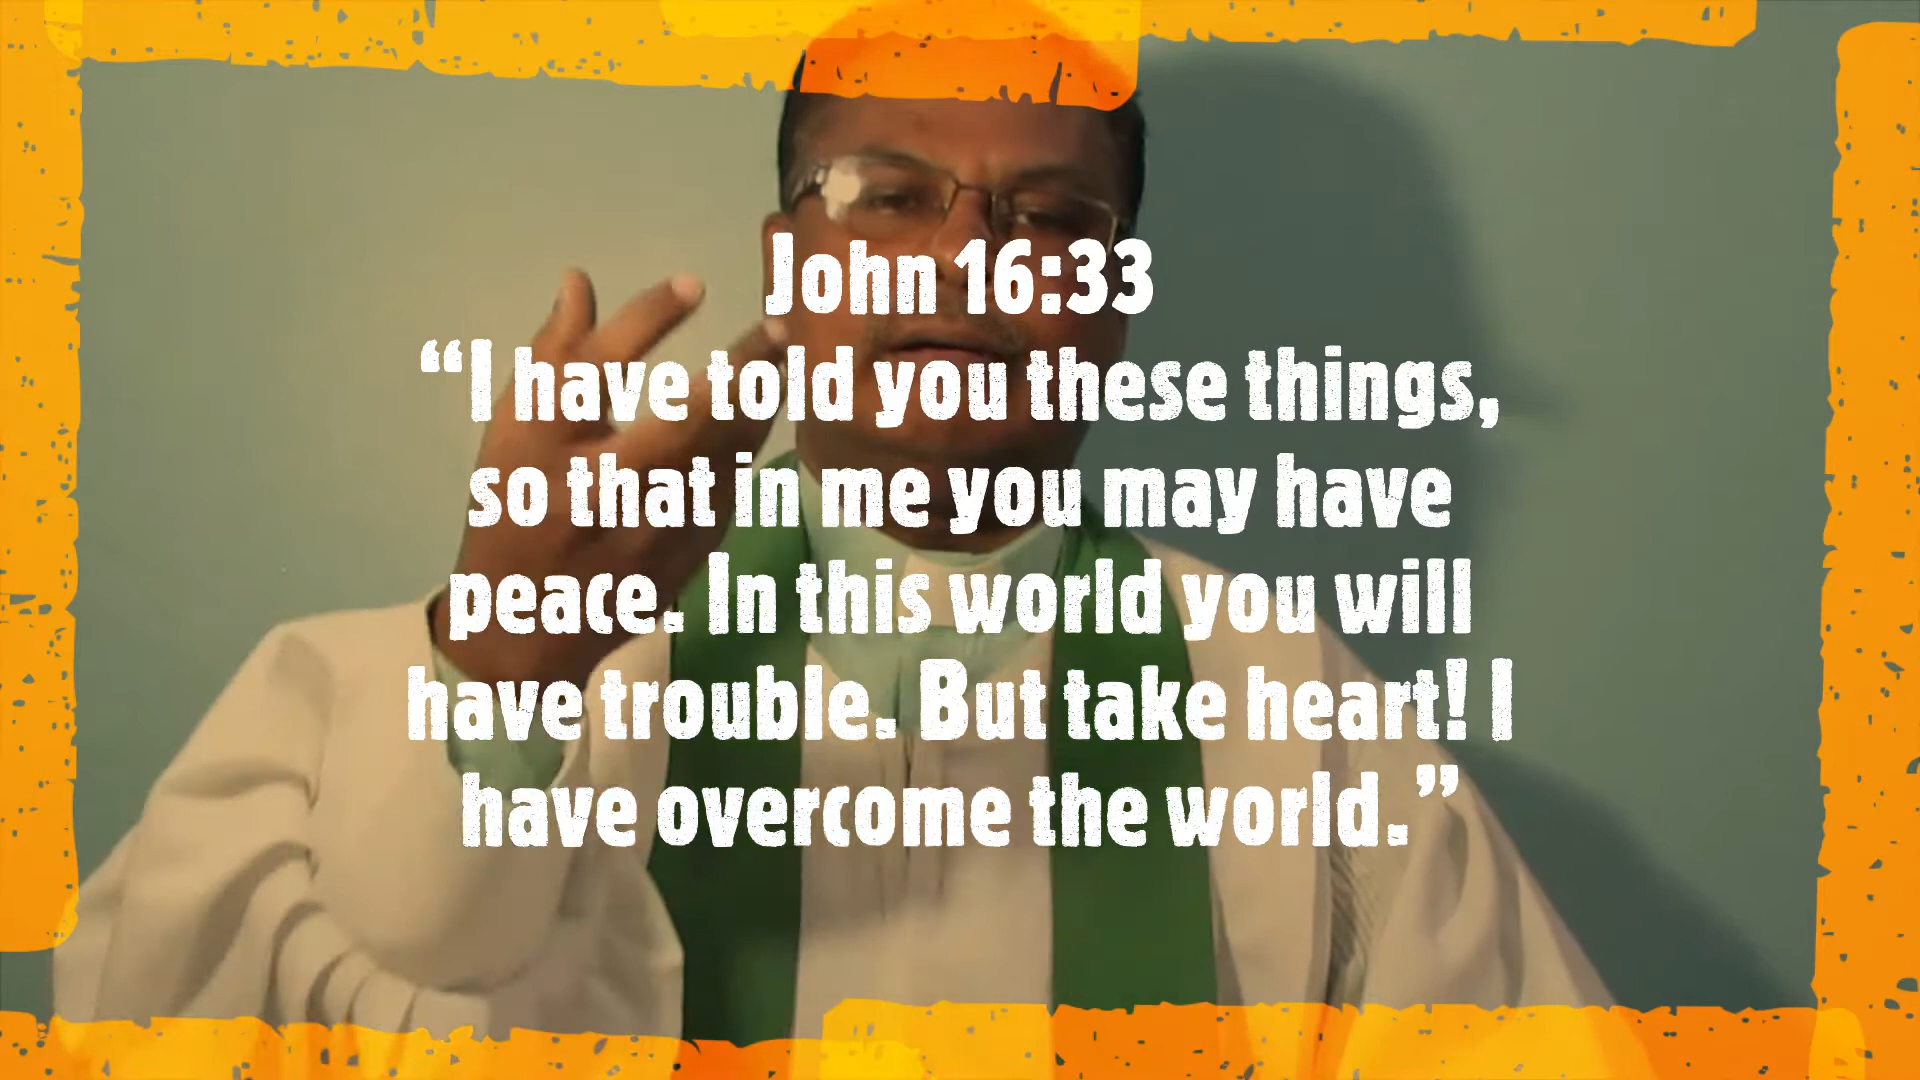 John 16:33
“I have told you these things,
so that in me you may have
peace. In this world you will
have trouble. But take heart! I
have overcome the world.”